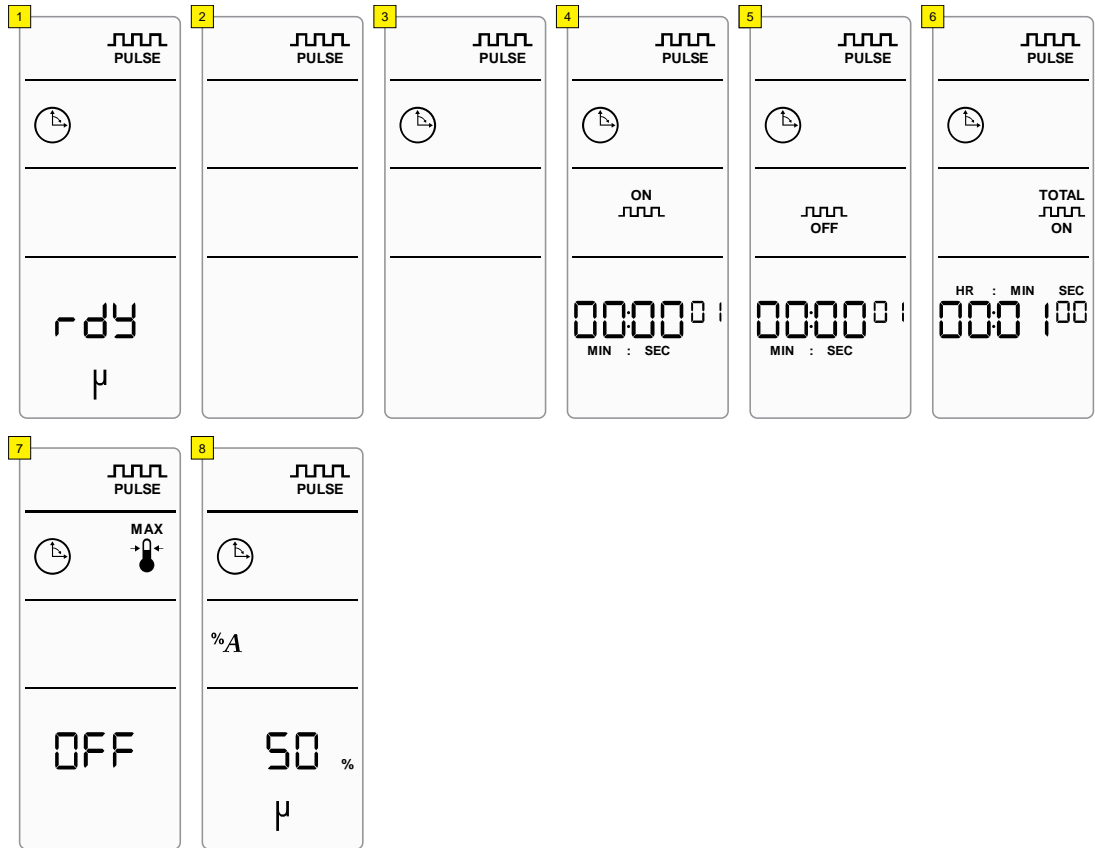 1
PULSE
rdy
μ
2
PULSE
3
PULSE
4
PULSE
ON
00:00 01
MIN : SEC
5
PULSE
OFF
00:00 01
MIN : SEC
6
PULSE
TOTAL
ON
HR : MIN SEC
00:01 00
7
PULSE
MAX
OFF
8
PULSE
%A
50 %
μ